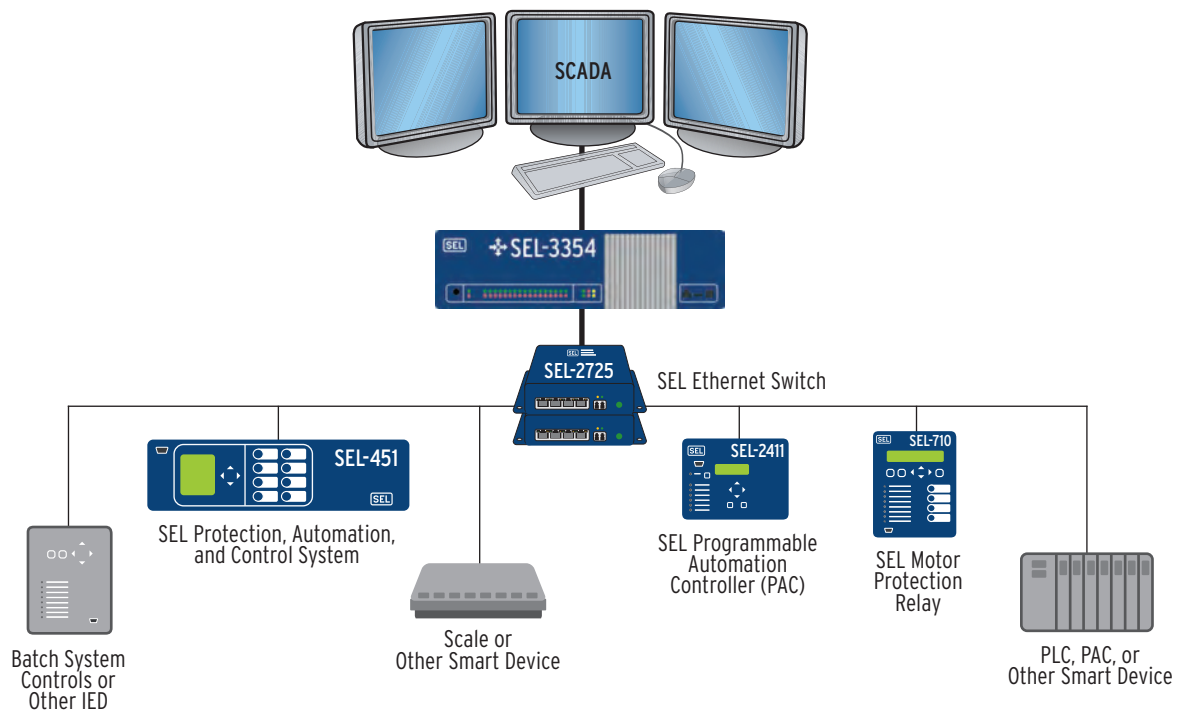 SCADA
SEL
SEL-3354
SEL
SEL-2725
SEL Ethernet Switch
SEL-451
SEL
SEL Protection, Automation,
and Control System
SEL
SEL-2411
SEL Programmable
Automation
Controller (PAC)
SEL
SEL-710
SEL Motor
Protection
Relay
Batch System
Controls or
Other IED
Scale or
Other Smart Device
PLC, PAC, or
Other Smart Device